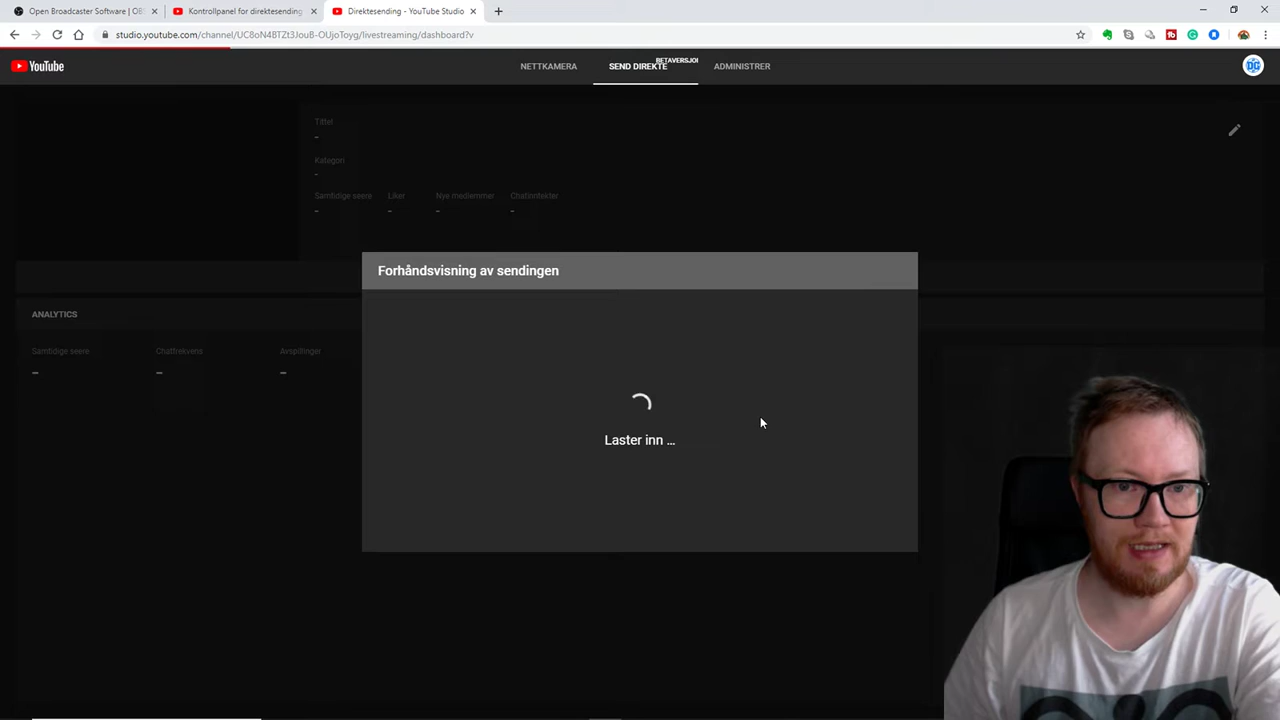 Open Broadcaster Software | OBS
Kontrollpanel for direktesending
Direktesending - YouTube Studio
studio.youtube.com/channel/UC8oN4BTZt3JouB-OUjoToyg/livestreaming/dashboard?v
YouTube
NETTKAMERA
SEND DIREKTE
BETAVERSJON
ADMINISTRER
DC
Tittel
-
Kategori
-
Samtidige seere
Liker
Nye medlemmer
Chatinntekter
- - - -
Forhåndsvisning av sendingen
ANALYTICS
Samtidige seere
Chatfrekvens
Avspillinger
– – –
Laster inn ...